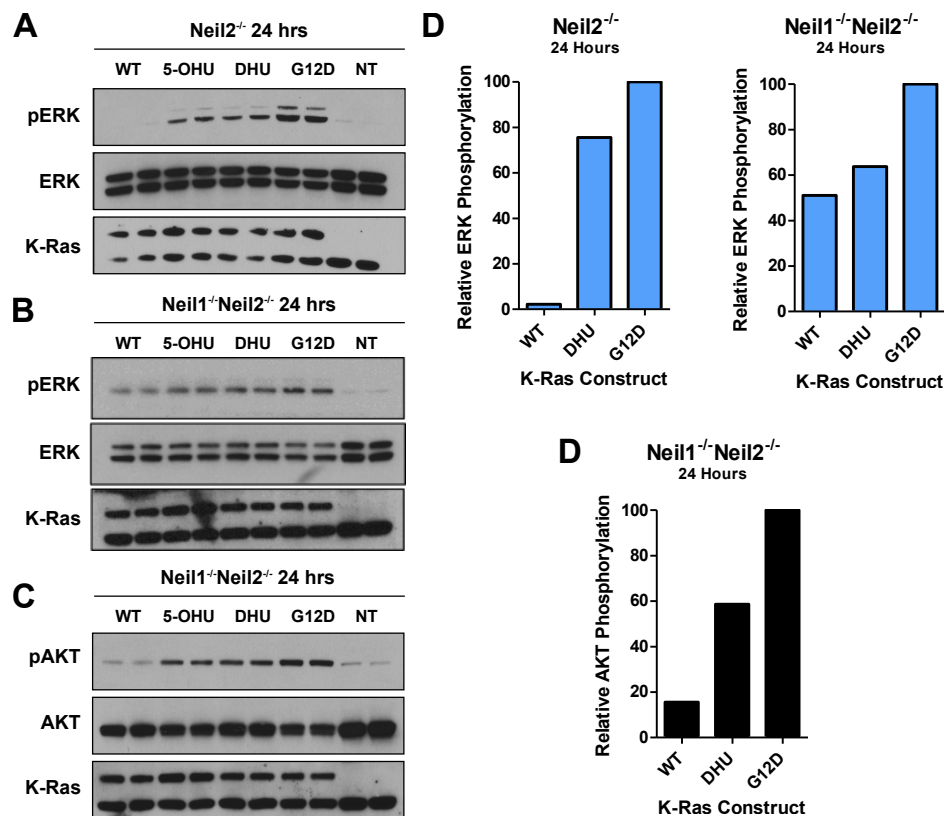 A
Neil2-/- 24 hrs
WT 5-OHU DHU G12D NT
pERK
ERK
K-Ras
B
Neil1-/-Neil2-/- 24 hrs
WT 5-OHU DHU G12D NT
pERK
ERK
K-Ras
C
Neil1-/-Neil2-/- 24 hrs
WT 5-OHU DHU G12D NT
pAKT
AKT
K-Ras
D
Neil2-/-
24 Hours
Relative ERK Phosphorylation
100
80
60
40
20
0
WT DHU G12D
K-Ras Construct
Neil1-/-Neil2-/-
24 Hours
Relative ERK Phosphorylation
100
80
60
40
20
0
WT DHU G12D
K-Ras Construct
D
Neil1-/-Neil2-/-
24 Hours
Relative AKT Phosphorylation
100
80
60
40
20
0
WT DHU G12D
K-Ras Construct